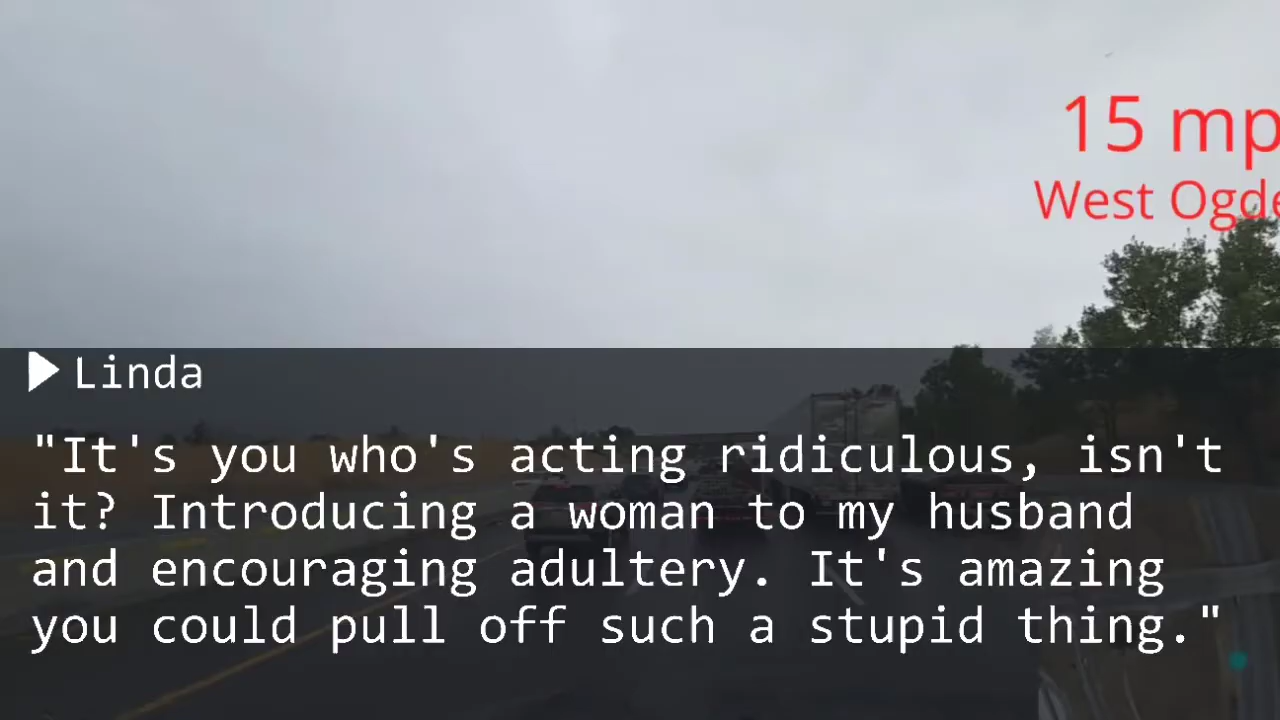 15 mp
West Ogde
Linda
"It's you who's acting ridiculous, isn't
it? Introducing a woman to my husband
and encouraging adultery. It's amazing
you could pull off such a stupid thing."